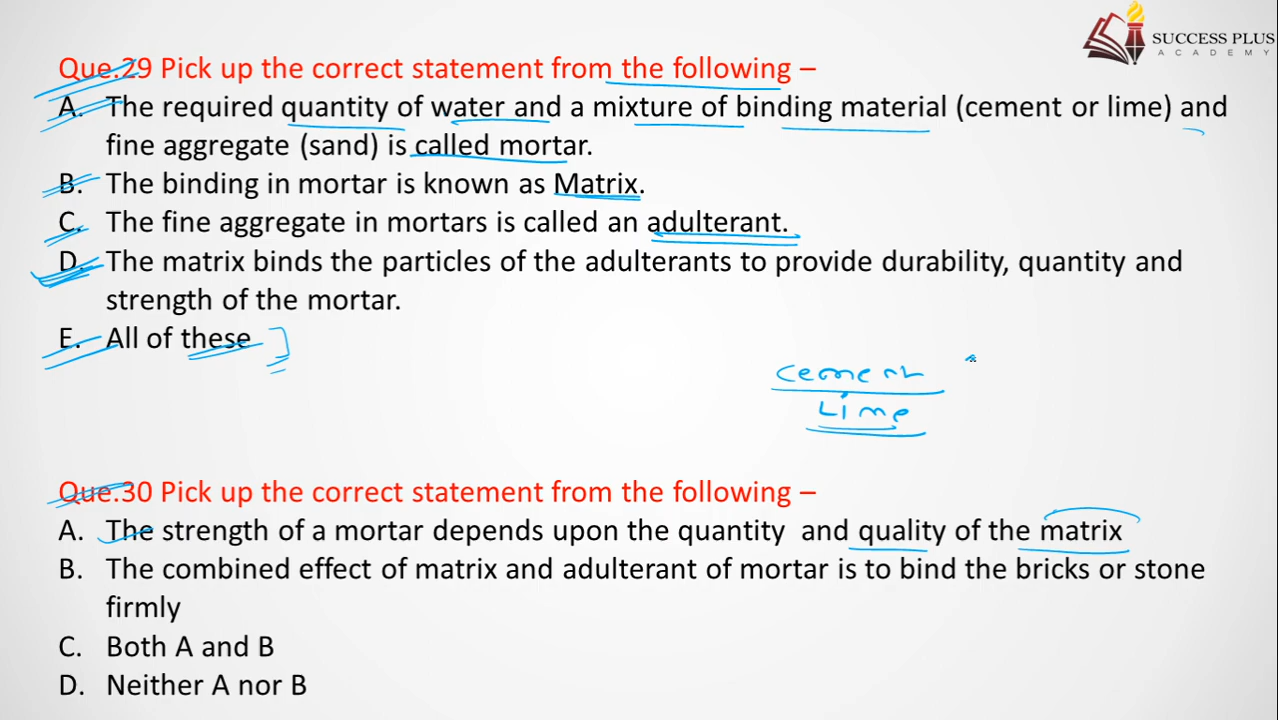 SUCCESS PLUS
ACADEMY
Que.29 Pick up the correct statement from the following –
A. The required quantity of water and a mixture of binding material (cement or lime) and
fine aggregate (sand) is called mortar.
B. The binding in mortar is known as Matrix.
C. The fine aggregate in mortars is called an adulterant.
D. The matrix binds the particles of the adulterants to provide durability, quantity and
strength of the mortar.
E. All of these
Cement
Lime
Que.30 Pick up the correct statement from the following –
A. The strength of a mortar depends upon the quantity and quality of the matrix
B. The combined effect of matrix and adulterant of mortar is to bind the bricks or stone
firmly
C. Both A and B
D. Neither A nor B